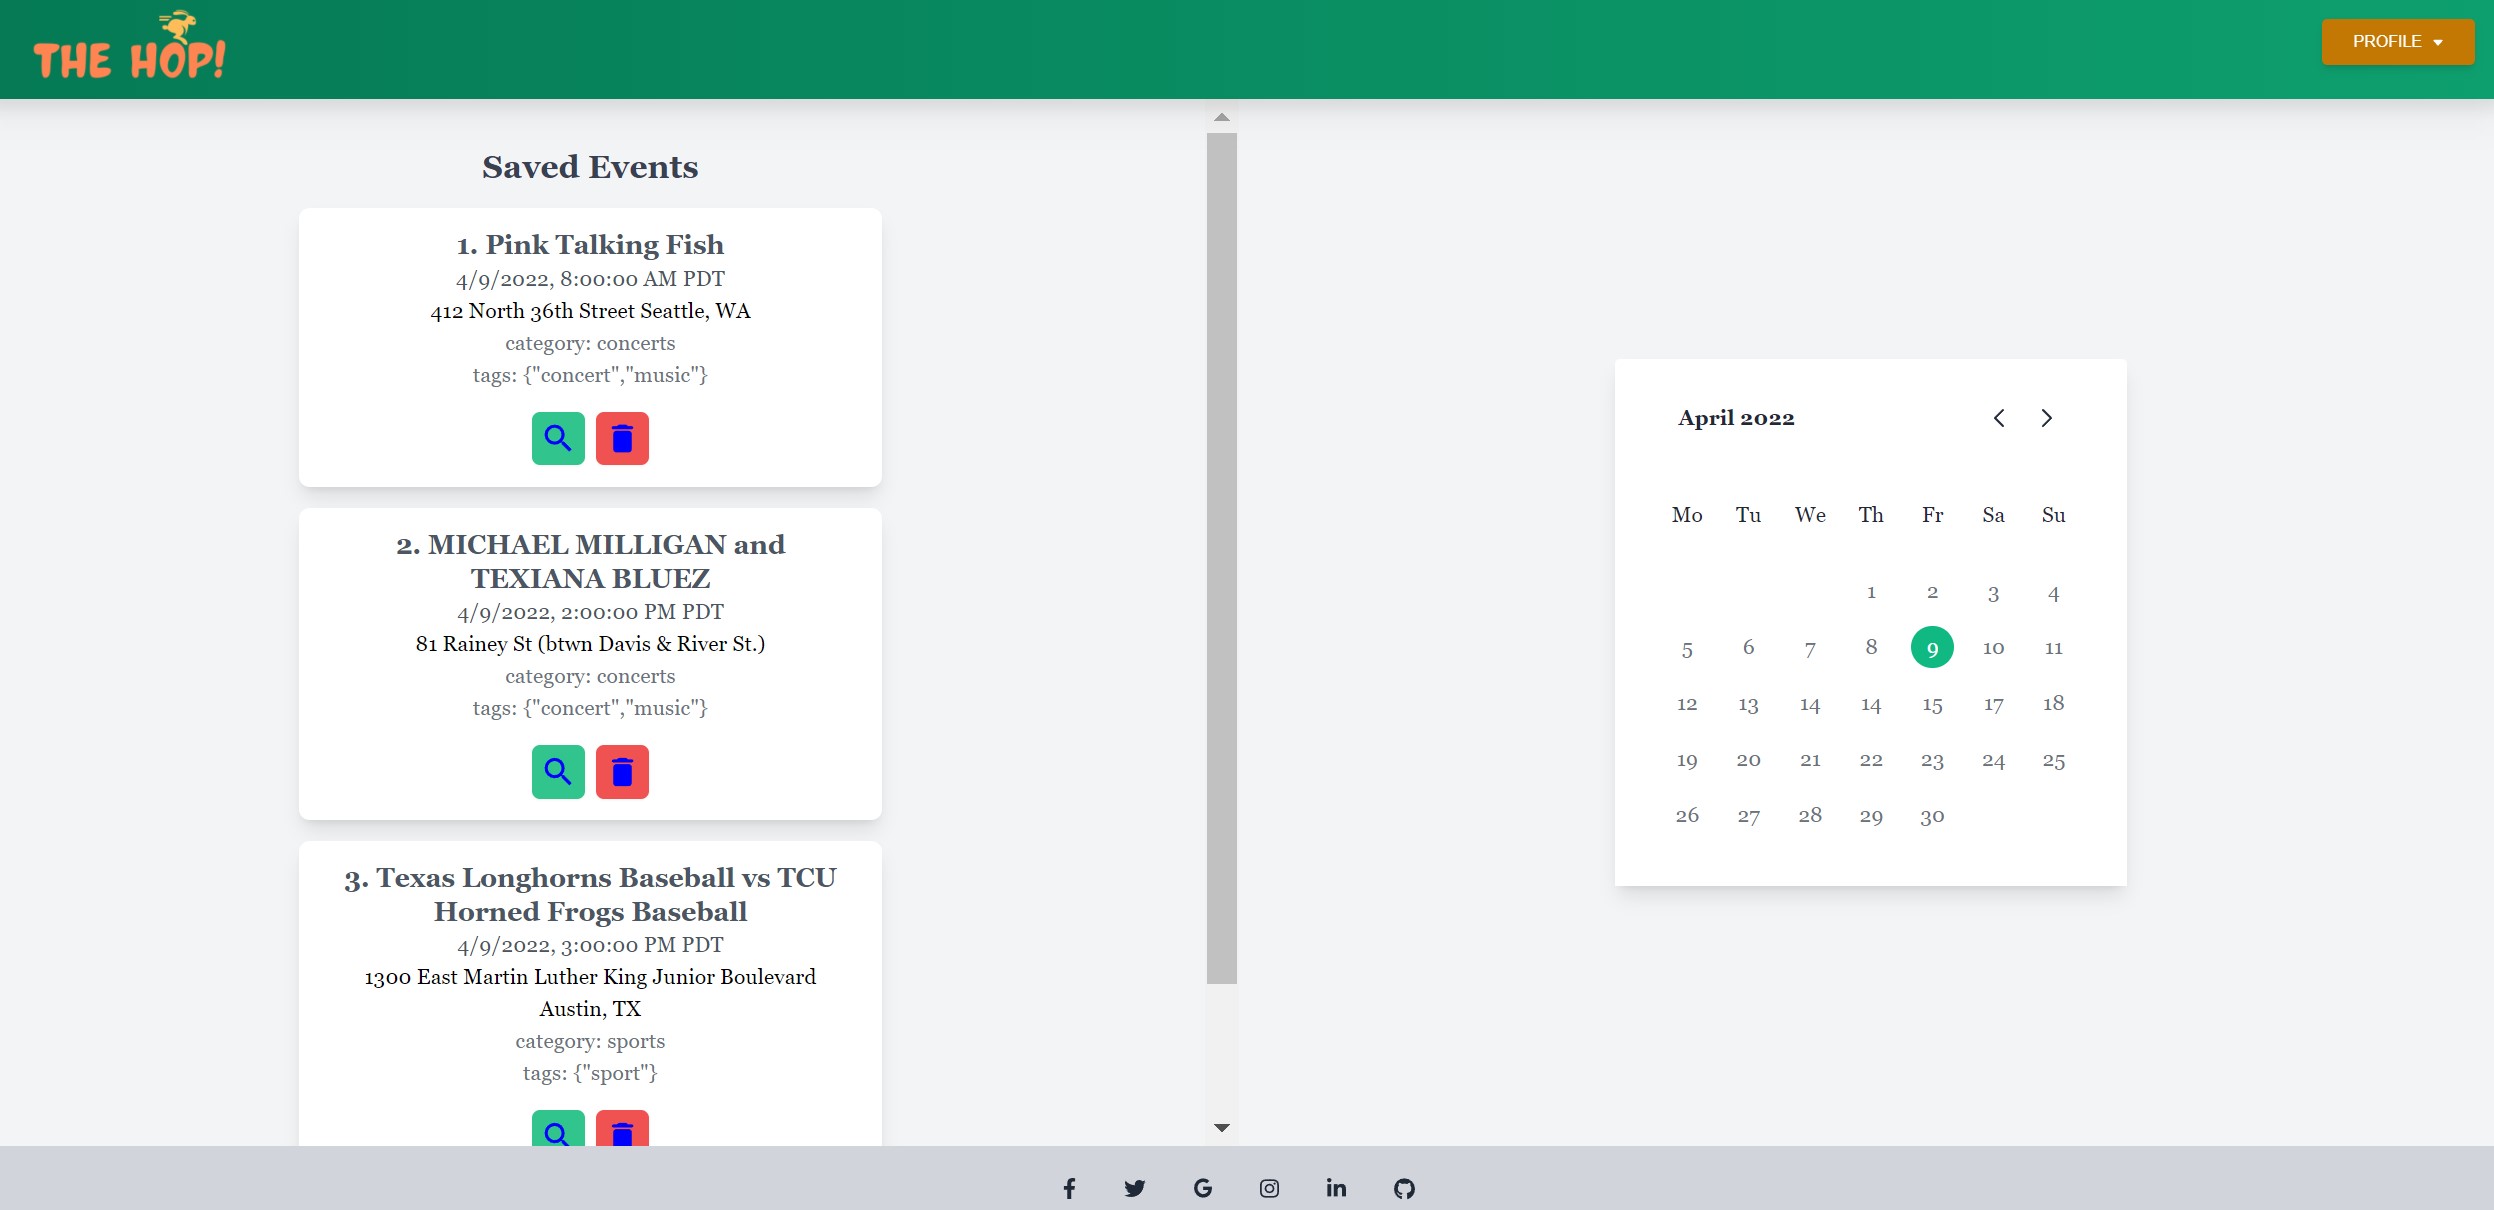 THE HOP!
PROFILE
Saved Events
1. Pink Talking Fish
4/9/2022, 8:00:00 AM PDT
412 North 36th Street Seattle, WA
category: concerts
tags: {"concert","music"}
2. MICHAEL MILLIGAN and
TEXIANA BLUEZ
4/9/2022, 2:00:00 PM PDT
81 Rainey St (btwn Davis & River St.)
category: concerts
tags: {"concert","music"}
3. Texas Longhorns Baseball vs TCU
Horned Frogs Baseball
4/9/2022, 3:00:00 PM PDT
1300 East Martin Luther King Junior Boulevard
Austin, TX
category: sports
tags: {"sport"}
April 2022
Mo Tu We Th Fr Sa Su
1 2 3 4
5 6 7 8 9 10 11
12 13 14 14 15 17 18
19 20 21 22 23 24 25
26 27 28 29 30